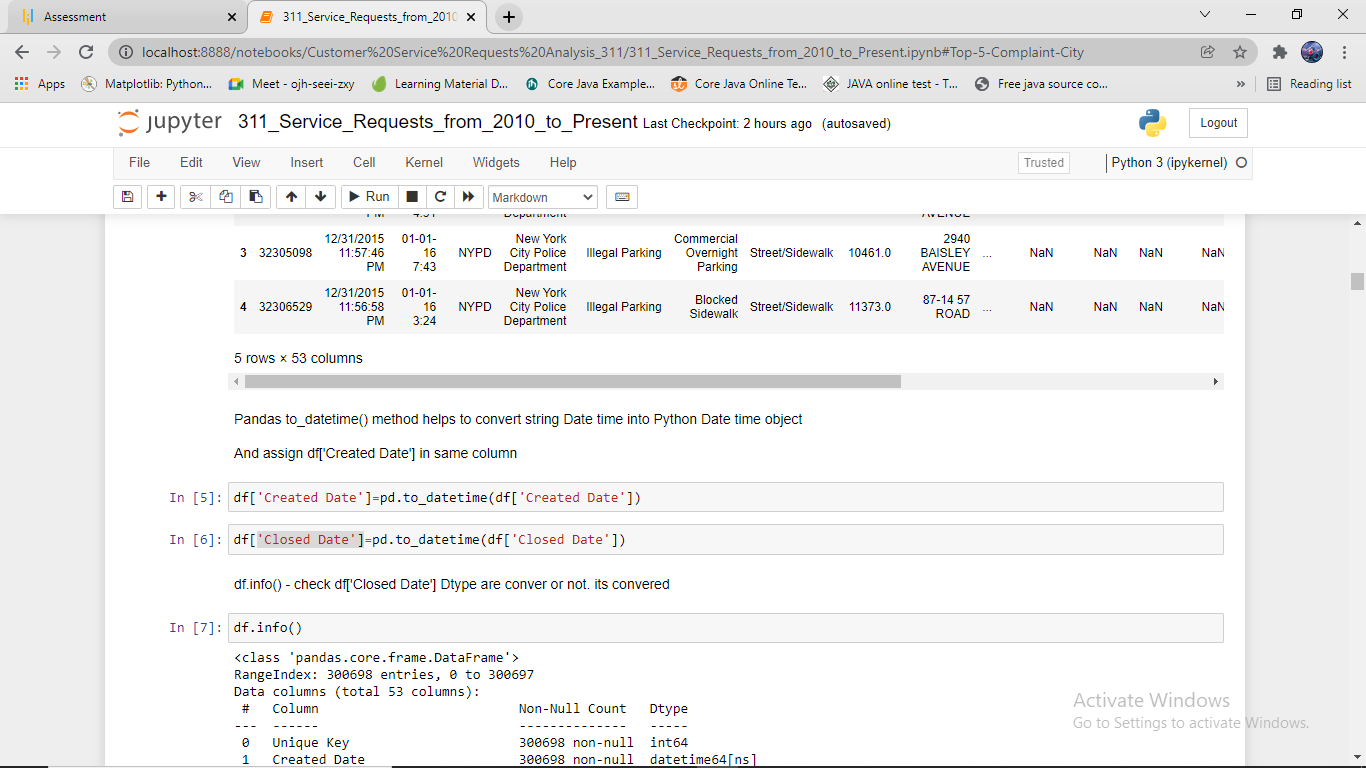 Assessment
311_Service_Requests_from_2010
localhost:8888/notebooks/Customer%20Service%20Requests%20Analysis_311/311_Service_Requests_from_2010_to_Present.ipynb#Top-5-Complaint-City
Apps Matplotlib: Python... Meet - ojh-seei-zxy Learning Material D... Core Java Example... Core Java Online Te... JAVA online test - T... Free java source co... » Reading list
jupyter 311_Service_Requests_from_2010_to_Present Last Checkpoint: 2 hours ago (autosaved) Logout
File Edit View Insert Cell Kernel Widgets Help Trusted Python 3 (ipykernel)
Run Markdown
PM 4:51 Department AVENUE
12/31/2015 01-01- New York Commercial 2940
3 32305098 11:57:46 16 NYPD City Police Illegal Parking Overnight Street/Sidewalk 10461.0 BAISLEY ... NaN NaN NaN NaN
PM 7:43 Department Parking AVENUE
12/31/2015 01-01- New York Blocked 87-14 57
4 32306529 11:56:58 16 NYPD City Police Illegal Parking Sidewalk Street/Sidewalk 11373.0 ROAD ... NaN NaN NaN NaN
PM 3:24 Department
5 rows × 53 columns
Pandas to_datetime() method helps to convert string Date time into Python Date time object
And assign df['Created Date'] in same column
In [5]: df['Created Date']=pd.to_datetime(df['Created Date'])
In [6]: df['Closed Date']=pd.to_datetime(df['Closed Date'])
df.info() - check df['Closed Date'] Dtype are conver or not. its convered
In [7]: df.info()
<class 'pandas.core.frame.DataFrame'>
RangeIndex: 300698 entries, 0 to 300697
Data columns (total 53 columns):
# Column Non-Null Count Dtype
--- ------ -------------- -----
0 Unique Key 300698 non-null int64
1 Created Date 300698 non-null datetime64[ns]
Activate Windows
Go to Settings to activate Windows.